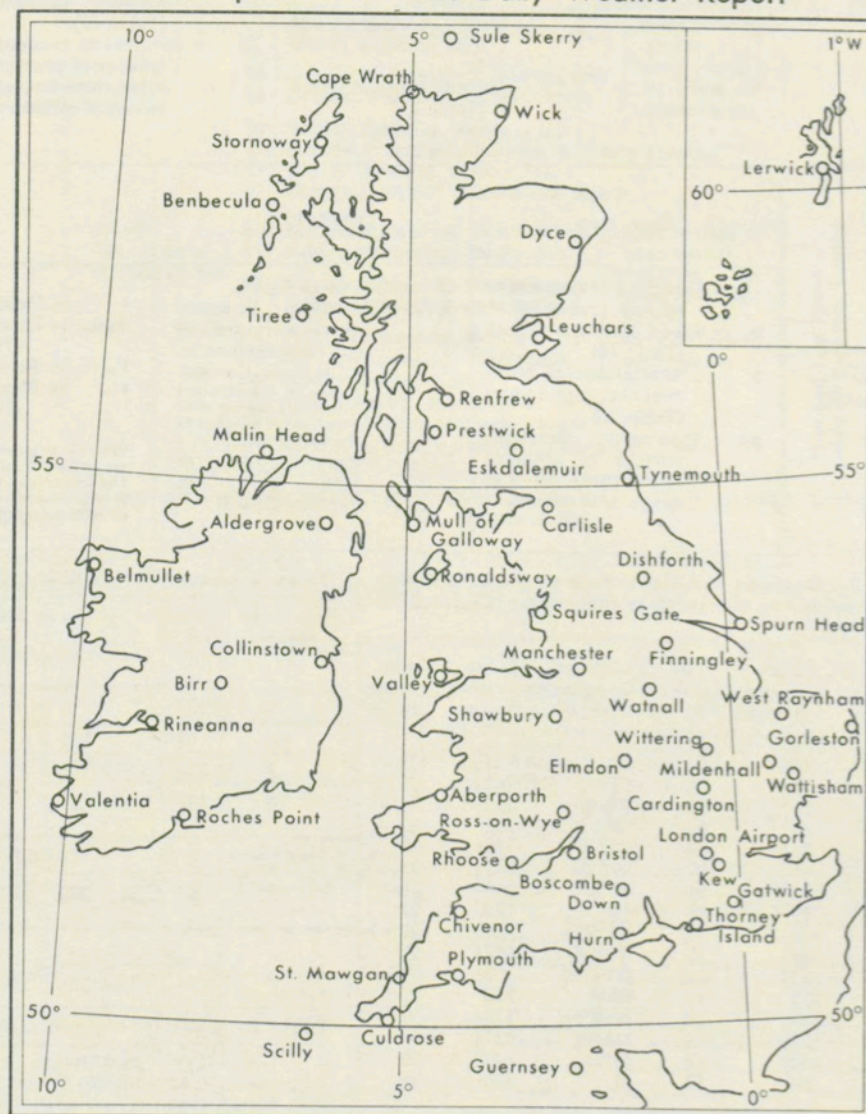 Daily Weather Report
10°
5°
Sule Skerry
1° W
Cape Wrath
Wick
Stornoway
Lerwick
60°
Benbecula
Dyce
Tiree
Leuchars
0°
Renfrew
Prestwick
Malin Head
Eskdalemuir
55°
Tynemouth
55°
Aldergrove
Mull of
Galloway
Carlisle
Belmullet
Dishforth
Ronaldsway
Squires Gate
Spurn Head
Collinstown
Manchester
Finningley
Birr
Valley
Watnall
West Raynham
Rineanna
Shawbury
Wittering
Gorleston
Elmdon
Mildenhall
Wattisham
Valentia
Aberporth
Cardington
Roches Point
Ross-on-Wye
London Airport
Rhoose
Bristol
Kew
Boscombe
Down
Gatwick
Chivenor
Thorney
Island
Hurn
Plymouth
St. Mawgan
50°
50°
Culdrose
Scilly
Guernsey
10°
5°
0°